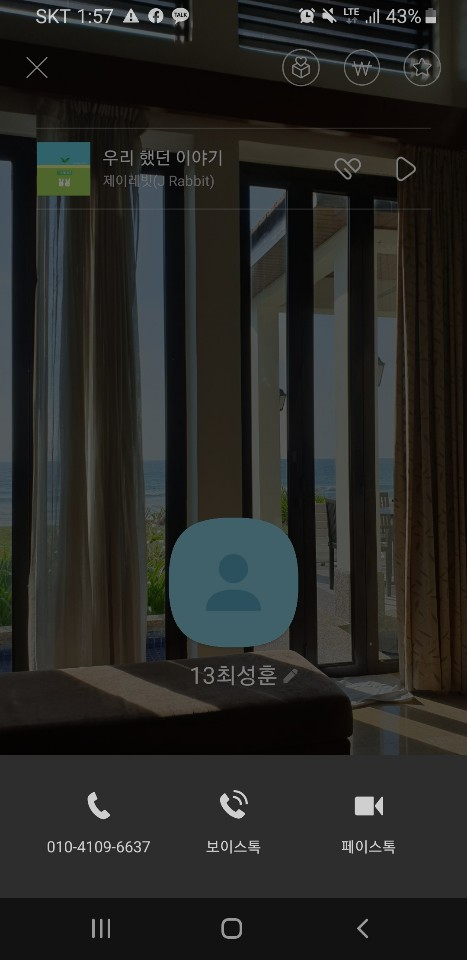 SKT 1:57 TALK LTE 43%
₩
우리 했던 이야기
제이레빗(J Rabbit)
13최성훈
010-4109-6637 보이스톡 페이스톡